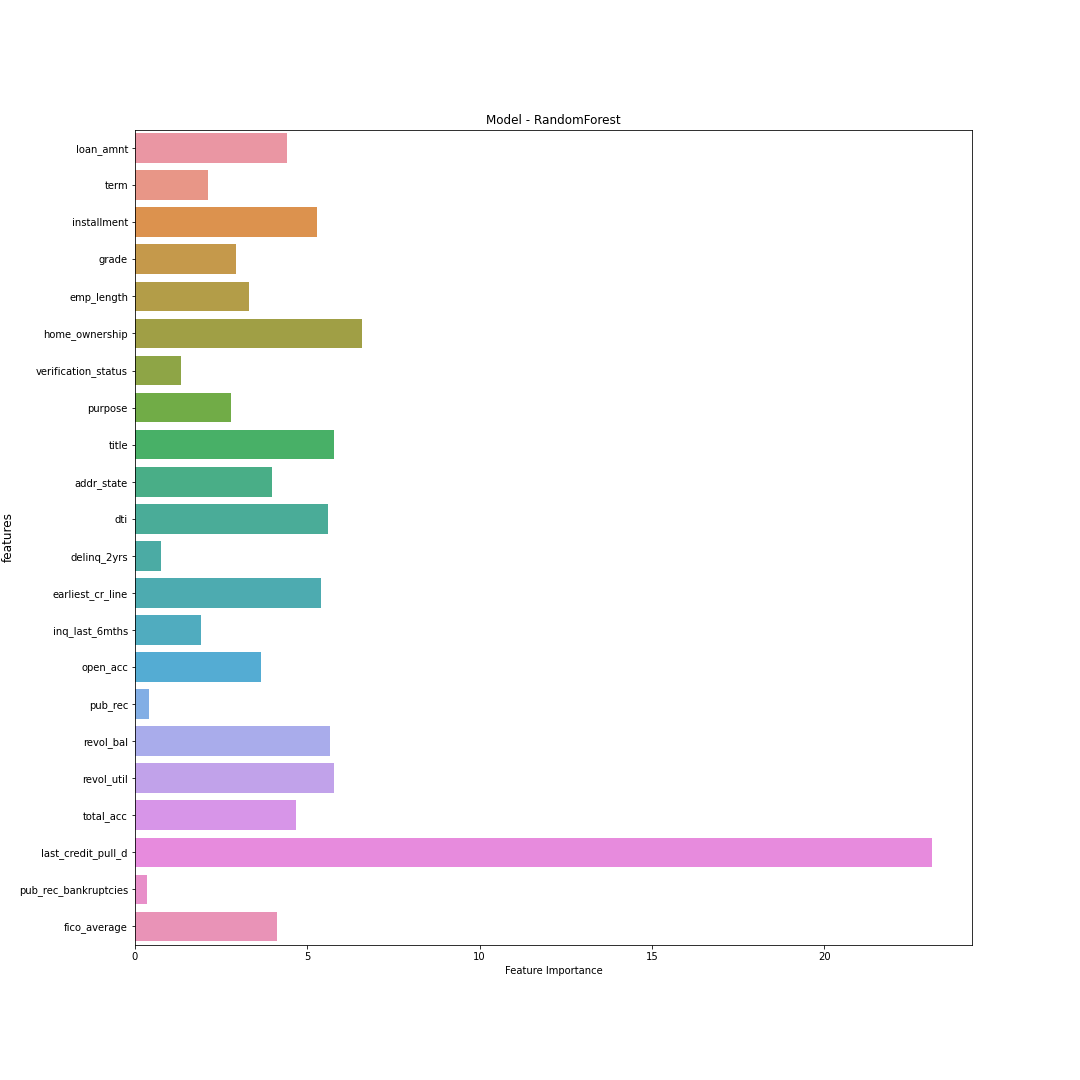 Model - RandomForest
loan_amnt
term
installment
grade
emp_length
home_ownership
verification_status
purpose
title
addr_state
dti
delinq_2yrs
earliest_cr_line
inq_last_6mths
open_acc
pub_rec
revol_bal
revol_util
total_acc
last_credit_pull_d
pub_rec_bankruptcies
fico_average
features
0 5 10 15 20
Feature Importance